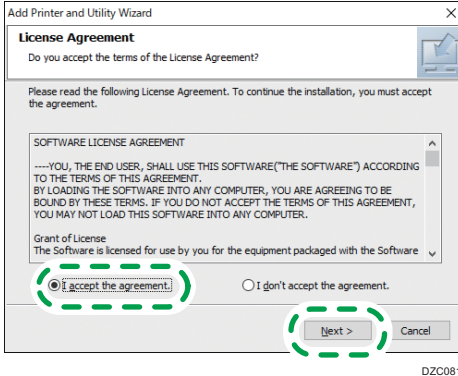 Add Printer and Utility Wizard
License Agreement
Do you accept the terms of the License Agreement?
Please read the following License Agreement. To continue the installation, you must accept
the agreement.
SOFTWARE LICENSE AGREEMENT
----YOU, THE END USER, SHALL USE THIS SOFTWARE("THE SOFTWARE") ACCORDING
TO THE TERMS OF THIS AGREEMENT.
BY LOADING THE SOFTWARE INTO ANY COMPUTER, YOU ARE AGREEING TO BE
BOUND BY THESE TERMS. IF YOU DO NOT ACCEPT THE TERMS OF THIS AGREEMENT,
YOU MAY NOT LOAD THIS SOFTWARE INTO ANY COMPUTER.
Grant of License
The Software is licensed for use by you for the equipment packaged with the Software
I accept the agreement. I don't accept the agreement.
Next > Cancel
DZC081